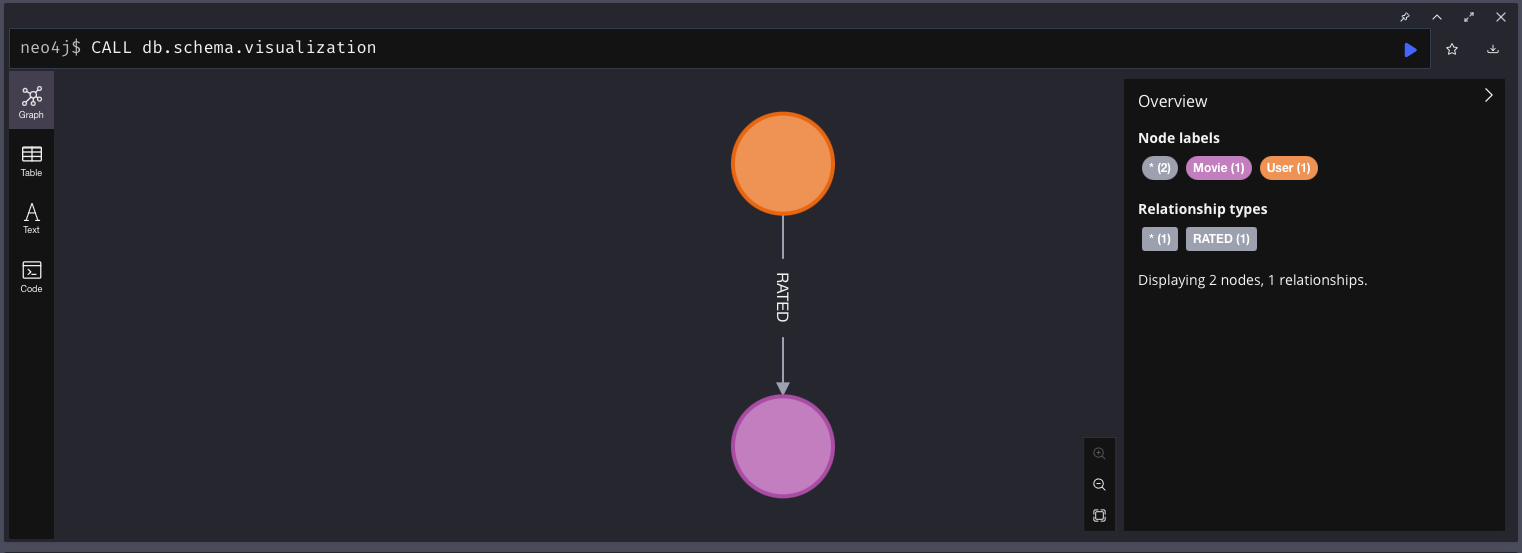 neo4j$ CALL db.schema.visualization
Graph
Table
Text
Code
RATED
Overview
Node labels
* (2) Movie (1) User (1)
Relationship types
* (1) RATED (1)
Displaying 2 nodes, 1 relationships.